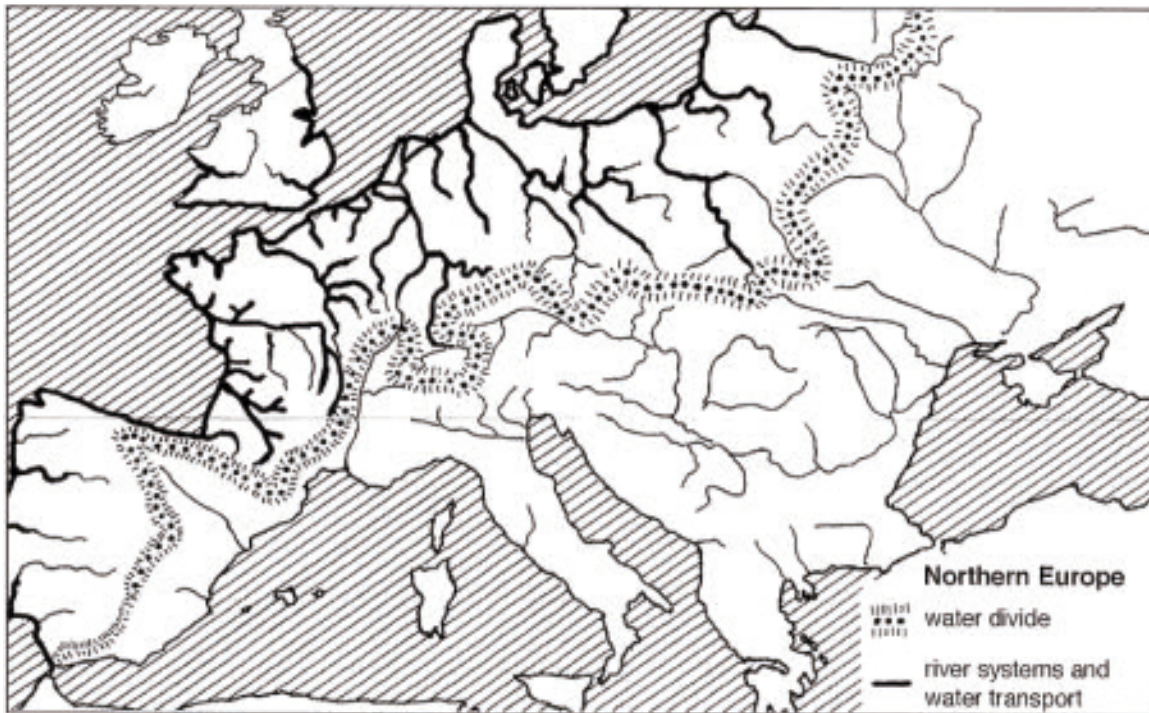 Northern Europe
water divide
river systems and
water transport